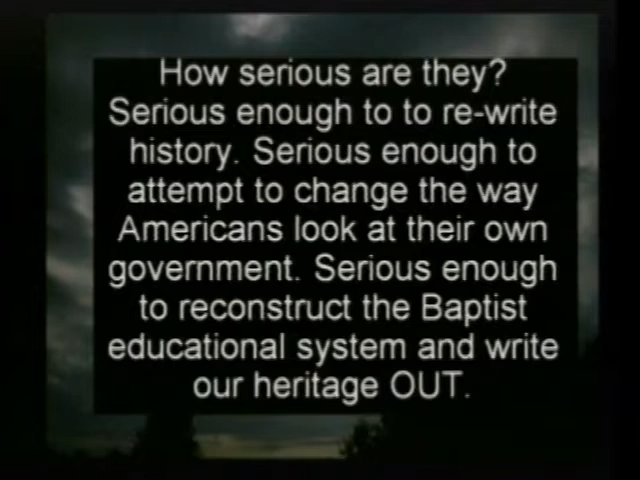 How serious are they?
Serious enough to to re-write
history. Serious enough to
attempt to change the way
Americans look at their own
government. Serious enough
to reconstruct the Baptist
educational system and write
our heritage OUT.